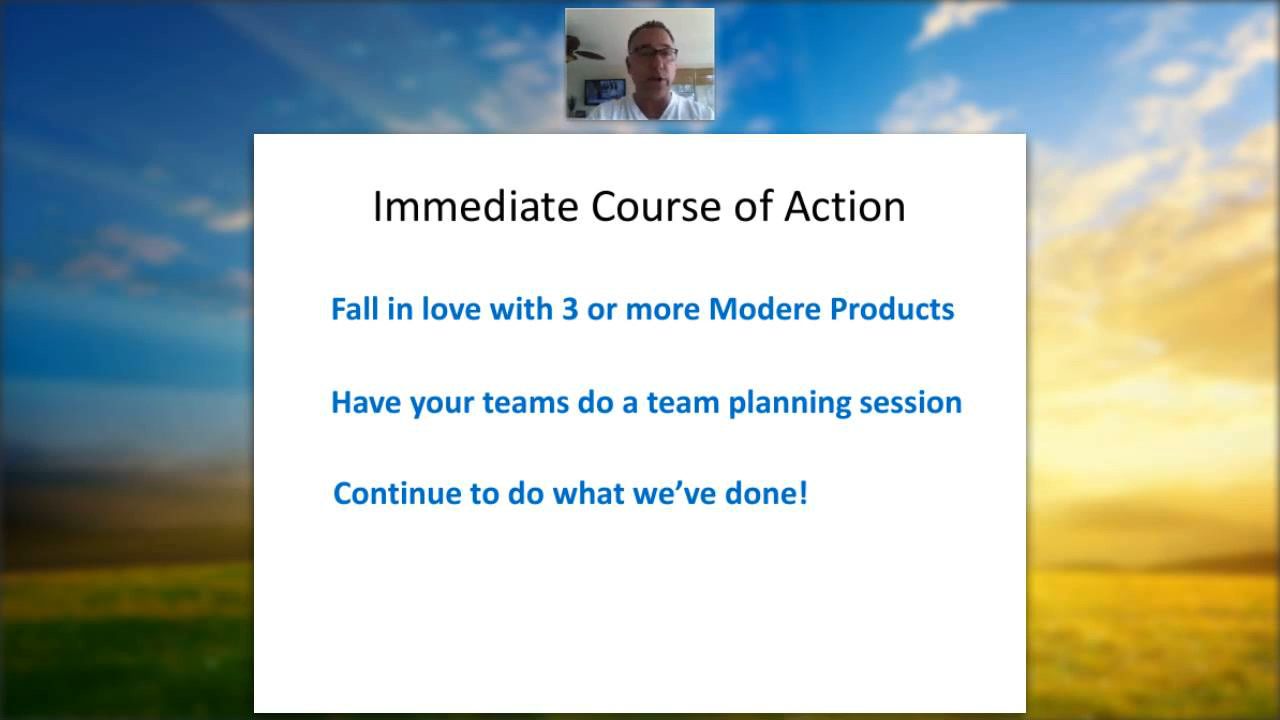 Immediate Course of Action
Fall in love with 3 or more Modere Products
Have your teams do a team planning session
Continue to do what we’ve done!